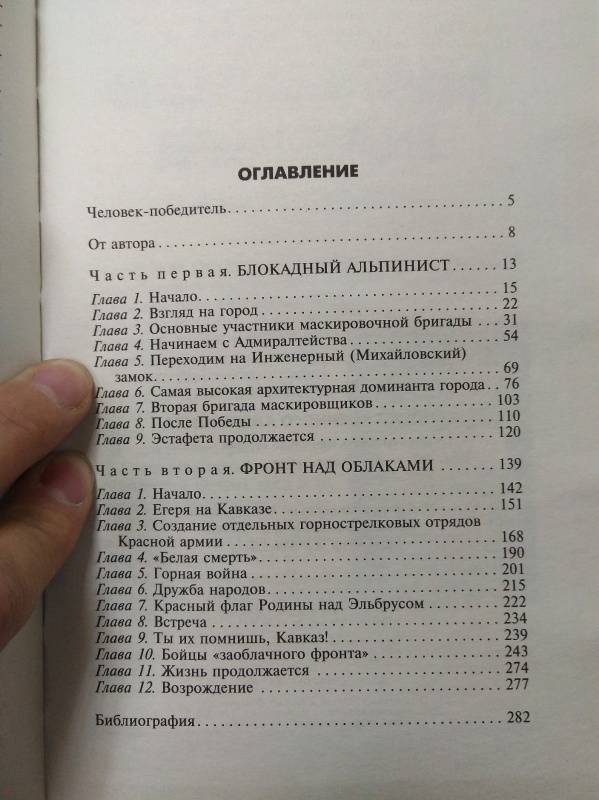 ОГЛАВЛЕНИЕ
Человек-победитель. . . . . . . . . . . . . . . . . . . . . . . . . . . . 5
От автора . . . . . . . . . . . . . . . . . . . . . . . . . . . . . . . . . . . 8
Часть первая. БЛОКАДНЫЙ АЛЬПИНИСТ . . . . . . 13
Глава 1. Начало. . . . . . . . . . . . . . . . . . . . . . . . . . . . . . 15
Глава 2. Взгляд на город . . . . . . . . . . . . . . . . . . . . . . 22
Глава 3. Основные участники маскировочной бригады . . . 31
Глава 4. Начинаем с Адмиралтейства . . . . . . . . . . . . 54
Глава 5. Переходим на Инженерный (Михайловский)
замок. . . . . . . . . . . . . . . . . . . . . . . . . . . . . . . . . . 69
Глава 6. Самая высокая архитектурная доминанта города . . . 76
Глава 7. Вторая бригада маскировщиков . . . . . . . . . . 103
Глава 8. После Победы . . . . . . . . . . . . . . . . . . . . . . . 110
Глава 9. Эстафета продолжается . . . . . . . . . . . . . . . . 120
Часть вторая. ФРОНТ НАД ОБЛАКАМИ . . . . . . . 139
Глава 1. Начало. . . . . . . . . . . . . . . . . . . . . . . . . . . . . . 142
Глава 2. Егеря на Кавказе. . . . . . . . . . . . . . . . . . . . . . 151
Глава 3. Создание отдельных горнострелковых отрядов
Красной армии . . . . . . . . . . . . . . . . . . . . . . . . . . 168
Глава 4. «Белая смерть» . . . . . . . . . . . . . . . . . . . . . . . 190
Глава 5. Горная война . . . . . . . . . . . . . . . . . . . . . . . . 201
Глава 6. Дружба народов . . . . . . . . . . . . . . . . . . . . . . 215
Глава 7. Красный флаг Родины над Эльбрусом . . . . . . 222
Глава 8. Встреча . . . . . . . . . . . . . . . . . . . . . . . . . . . . . 234
Глава 9. Ты их помнишь, Кавказ! . . . . . . . . . . . . . . . . 239
Глава 10. Бойцы «заоблачного фронта» . . . . . . . . . . . 243
Глава 11. Жизнь продолжается . . . . . . . . . . . . . . . . . 274
Глава 12. Возрождение . . . . . . . . . . . . . . . . . . . . . . . . 277
Библиография . . . . . . . . . . . . . . . . . . . . . . . . . . . . . . . . 282